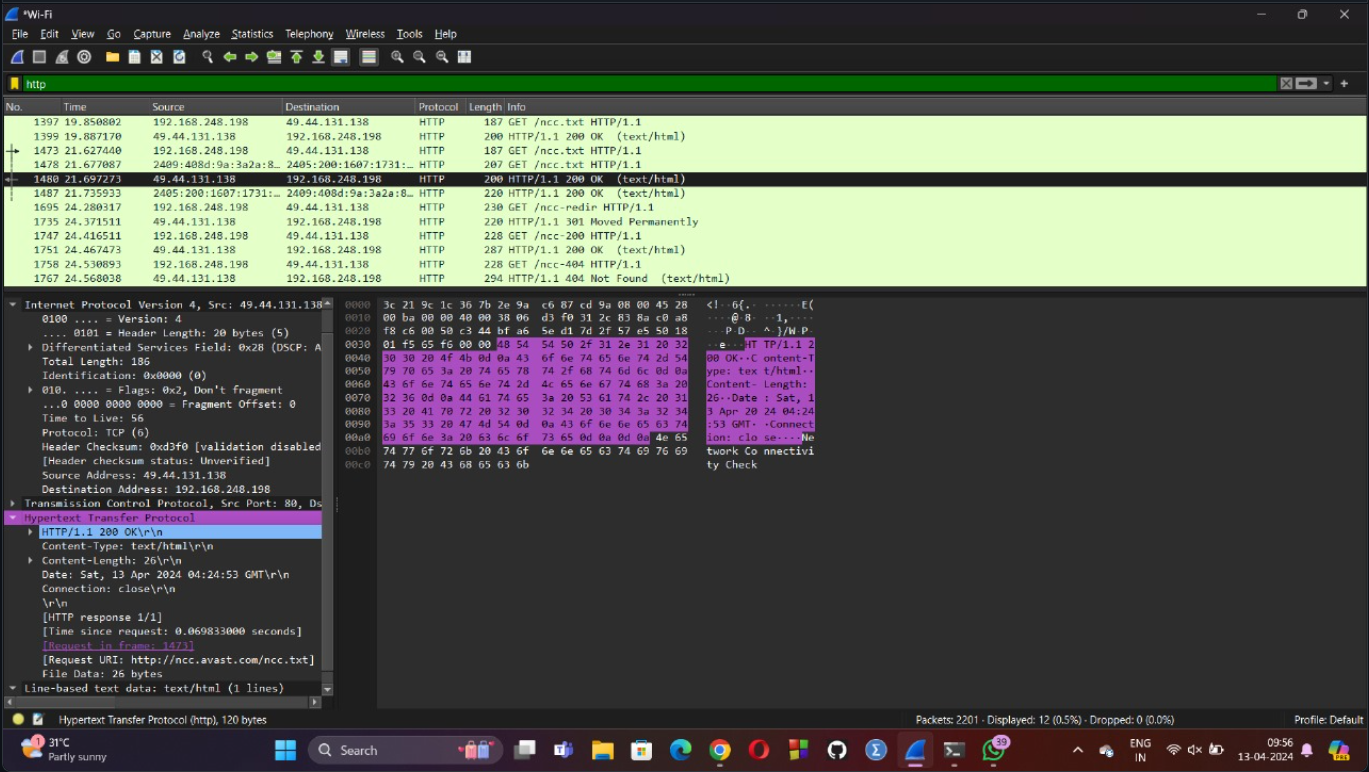 *Wi-Fi
File Edit View Go Capture Analyze Statistics Telephony Wireless Tools Help
http
No. Time Source Destination Protocol Length Info
1397 19.850802 192.168.248.198 49.44.131.138 HTTP 187 GET /ncc.txt HTTP/1.1
1399 19.887170 49.44.131.138 192.168.248.198 HTTP 200 HTTP/1.1 200 OK (text/html)
1473 21.627440 192.168.248.198 49.44.131.138 HTTP 187 GET /ncc.txt HTTP/1.1
1478 21.677087 2409:408d:9a:3a2a:8… 2405:200:1607:1731:… HTTP 207 GET /ncc.txt HTTP/1.1
1480 21.697273 49.44.131.138 192.168.248.198 HTTP 200 HTTP/1.1 200 OK (text/html)
1487 21.735933 2405:200:1607:1731:… 2409:408d:9a:3a2a:8… HTTP 220 HTTP/1.1 200 OK (text/html)
1695 24.280317 192.168.248.198 49.44.131.138 HTTP 230 GET /ncc-redir HTTP/1.1
1735 24.371511 49.44.131.138 192.168.248.198 HTTP 220 HTTP/1.1 301 Moved Permanently
1747 24.416511 192.168.248.198 49.44.131.138 HTTP 228 GET /ncc-200 HTTP/1.1
1751 24.467473 49.44.131.138 192.168.248.198 HTTP 287 HTTP/1.1 200 OK (text/html)
1758 24.530893 192.168.248.198 49.44.131.138 HTTP 228 GET /ncc-404 HTTP/1.1
1767 24.568038 49.44.131.138 192.168.248.198 HTTP 294 HTTP/1.1 404 Not Found (text/html)
Internet Protocol Version 4, Src: 49.44.131.138
0100 .... = Version: 4
.... 0101 = Header Length: 20 bytes (5)
Differentiated Services Field: 0x28 (DSCP: A
Total Length: 186
Identification: 0x0000 (0)
010. .... = Flags: 0x2, Don't fragment
...0 0000 0000 0000 = Fragment Offset: 0
Time to Live: 56
Protocol: TCP (6)
Header Checksum: 0xd3f0 [validation disabled
[Header checksum status: Unverified]
Source Address: 49.44.131.138
Destination Address: 192.168.248.198
Transmission Control Protocol, Src Port: 80, Ds
Hypertext Transfer Protocol
HTTP/1.1 200 OK\r\n
Content-Type: text/html\r\n
Content-Length: 26\r\n
Date: Sat, 13 Apr 2024 04:24:53 GMT\r\n
Connection: close\r\n
\r\n
[HTTP response 1/1]
[Time since request: 0.069833000 seconds]
[Request in frame: 1473]
[Request URI: http://ncc.avast.com/ncc.txt]
File Data: 26 bytes
Line-based text data: text/html (1 lines)
0000 3c 21 9c 1c 36 7b 2e 9a c6 87 cd 9a 08 00 45 28 <!··6{.· ······E(
0010 00 ba 00 00 40 00 38 06 d3 f0 31 2c 83 8a c0 a8 ····@·8· ··1,····
0020 f8 c6 00 50 c3 44 bf a6 5e d1 7d 2f 57 e5 50 18 ···P·D·· ^·}/W·P·
0030 01 f5 65 f6 00 00 48 54 54 50 2f 31 2e 31 20 32 ··e···HT TP/1.1 2
0040 30 30 20 4f 4b 0d 0a 43 6f 6e 74 65 6e 74 2d 54 00 OK··C ontent-T
0050 79 70 65 3a 20 74 65 78 74 2f 68 74 6d 6c 0d 0a ype: tex t/html··
0060 43 6f 6e 74 65 6e 74 2d 4c 65 6e 67 74 68 3a 20 Content- Length:
0070 32 36 0d 0a 44 61 74 65 3a 20 53 61 74 2c 20 31 26··Date : Sat, 1
0080 33 20 41 70 72 20 32 30 32 34 20 30 34 3a 32 34 3 Apr 20 24 04:24
0090 3a 35 33 20 47 4d 54 0d 0a 43 6f 6e 6e 65 63 74 :53 GMT· ·Connect
00a0 69 6f 6e 3a 20 63 6c 6f 73 65 0d 0a 0d 0a 4e 65 ion: clo se····Ne
00b0 74 77 6f 72 6b 20 43 6f 6e 6e 65 63 74 69 76 69 twork Co nnectivi
00c0 74 79 20 43 68 65 63 6b ty Check
Hypertext Transfer Protocol (http), 120 bytes
Packets: 2201 · Displayed: 12 (0.5%) · Dropped: 0 (0.0%)
Profile: Default
1
31°C
Partly sunny
Search
39
ENG
IN
09:56
13-04-2024
PRE